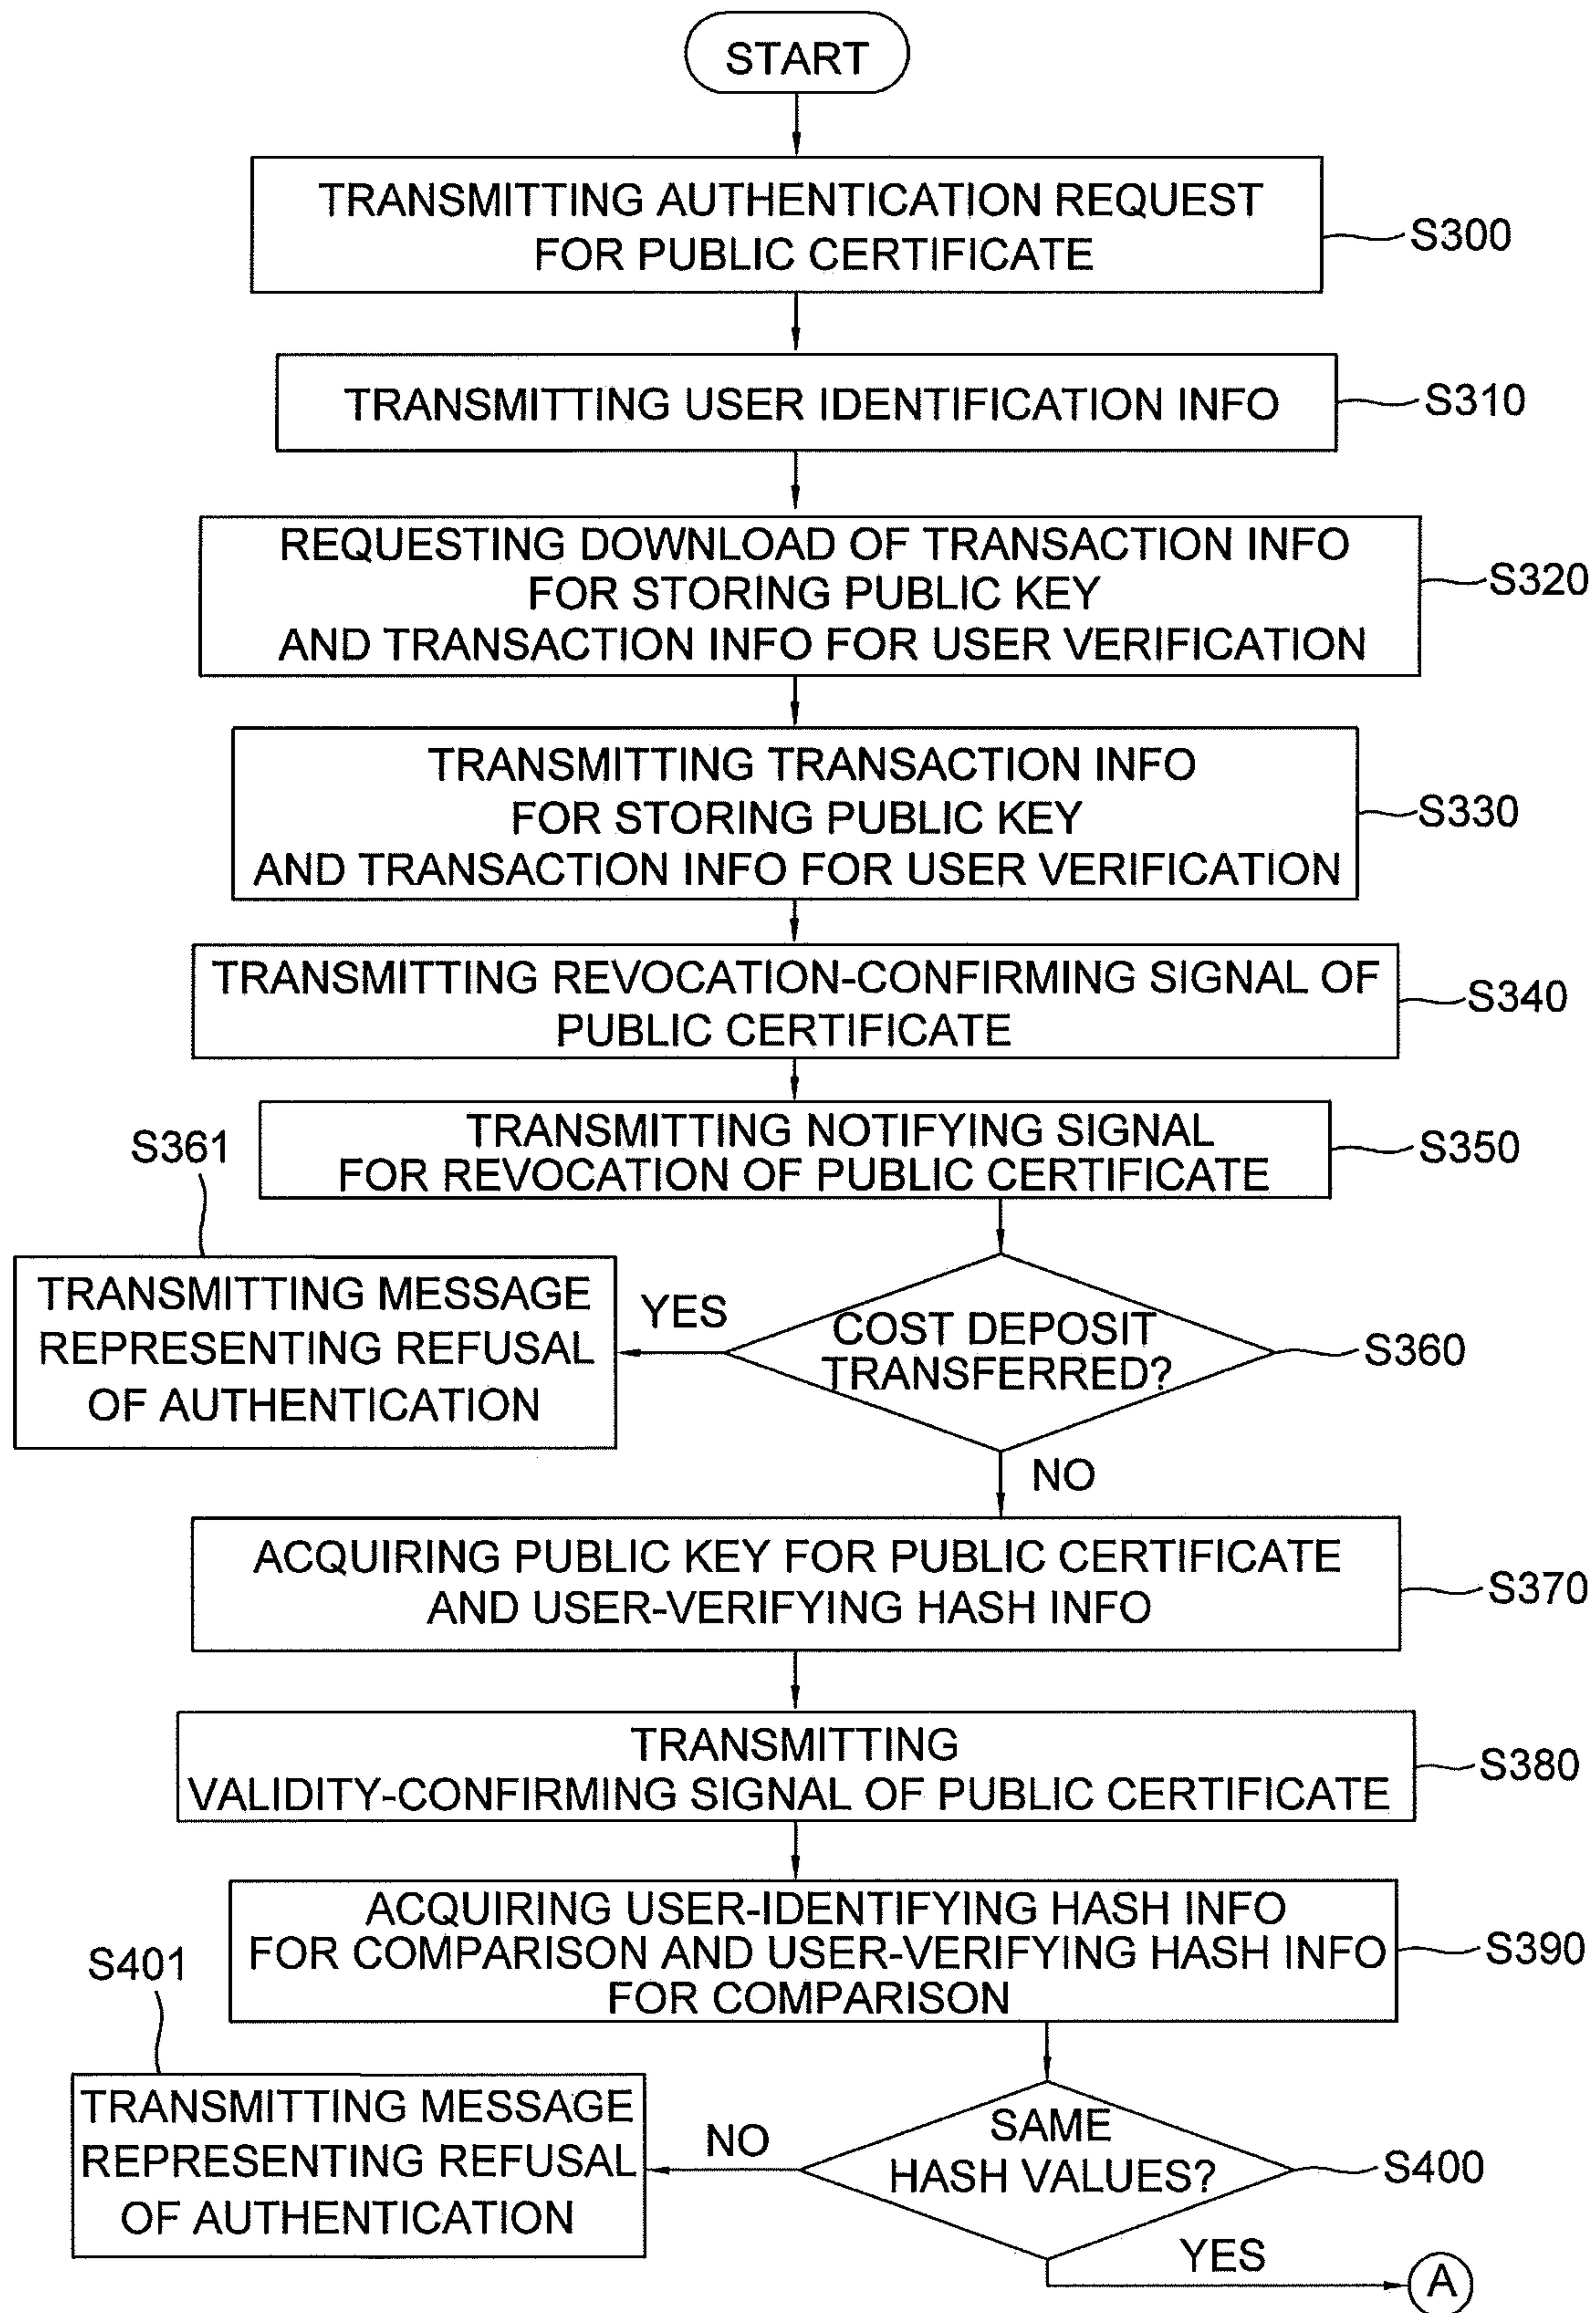 START
TRANSMITTING AUTHENTICATION REQUEST
FOR PUBLIC CERTIFICATE
S300
TRANSMITTING USER IDENTIFICATION INFO
S310
REQUESTING DOWNLOAD OF TRANSACTION INFO
FOR STORING PUBLIC KEY
AND TRANSACTION INFO FOR USER VERIFICATION
S320
TRANSMITTING TRANSACTION INFO
FOR STORING PUBLIC KEY
AND TRANSACTION INFO FOR USER VERIFICATION
S330
TRANSMITTING REVOCATION-CONFIRMING SIGNAL OF
PUBLIC CERTIFICATE
S340
TRANSMITTING NOTIFYING SIGNAL
FOR REVOCATION OF PUBLIC CERTIFICATE
S350
S361
TRANSMITTING MESSAGE
REPRESENTING REFUSAL
OF AUTHENTICATION
YES
COST DEPOSIT
TRANSFERRED?
S360
NO
ACQUIRING PUBLIC KEY FOR PUBLIC CERTIFICATE
AND USER-VERIFYING HASH INFO
S370
TRANSMITTING
VALIDITY-CONFIRMING SIGNAL OF PUBLIC CERTIFICATE
S380
ACQUIRING USER-IDENTIFYING HASH INFO
FOR COMPARISON AND USER-VERIFYING HASH INFO
FOR COMPARISON
S390
S401
TRANSMITTING MESSAGE
REPRESENTING REFUSAL
OF AUTHENTICATION
NO
SAME
HASH VALUES?
S400
YES
A